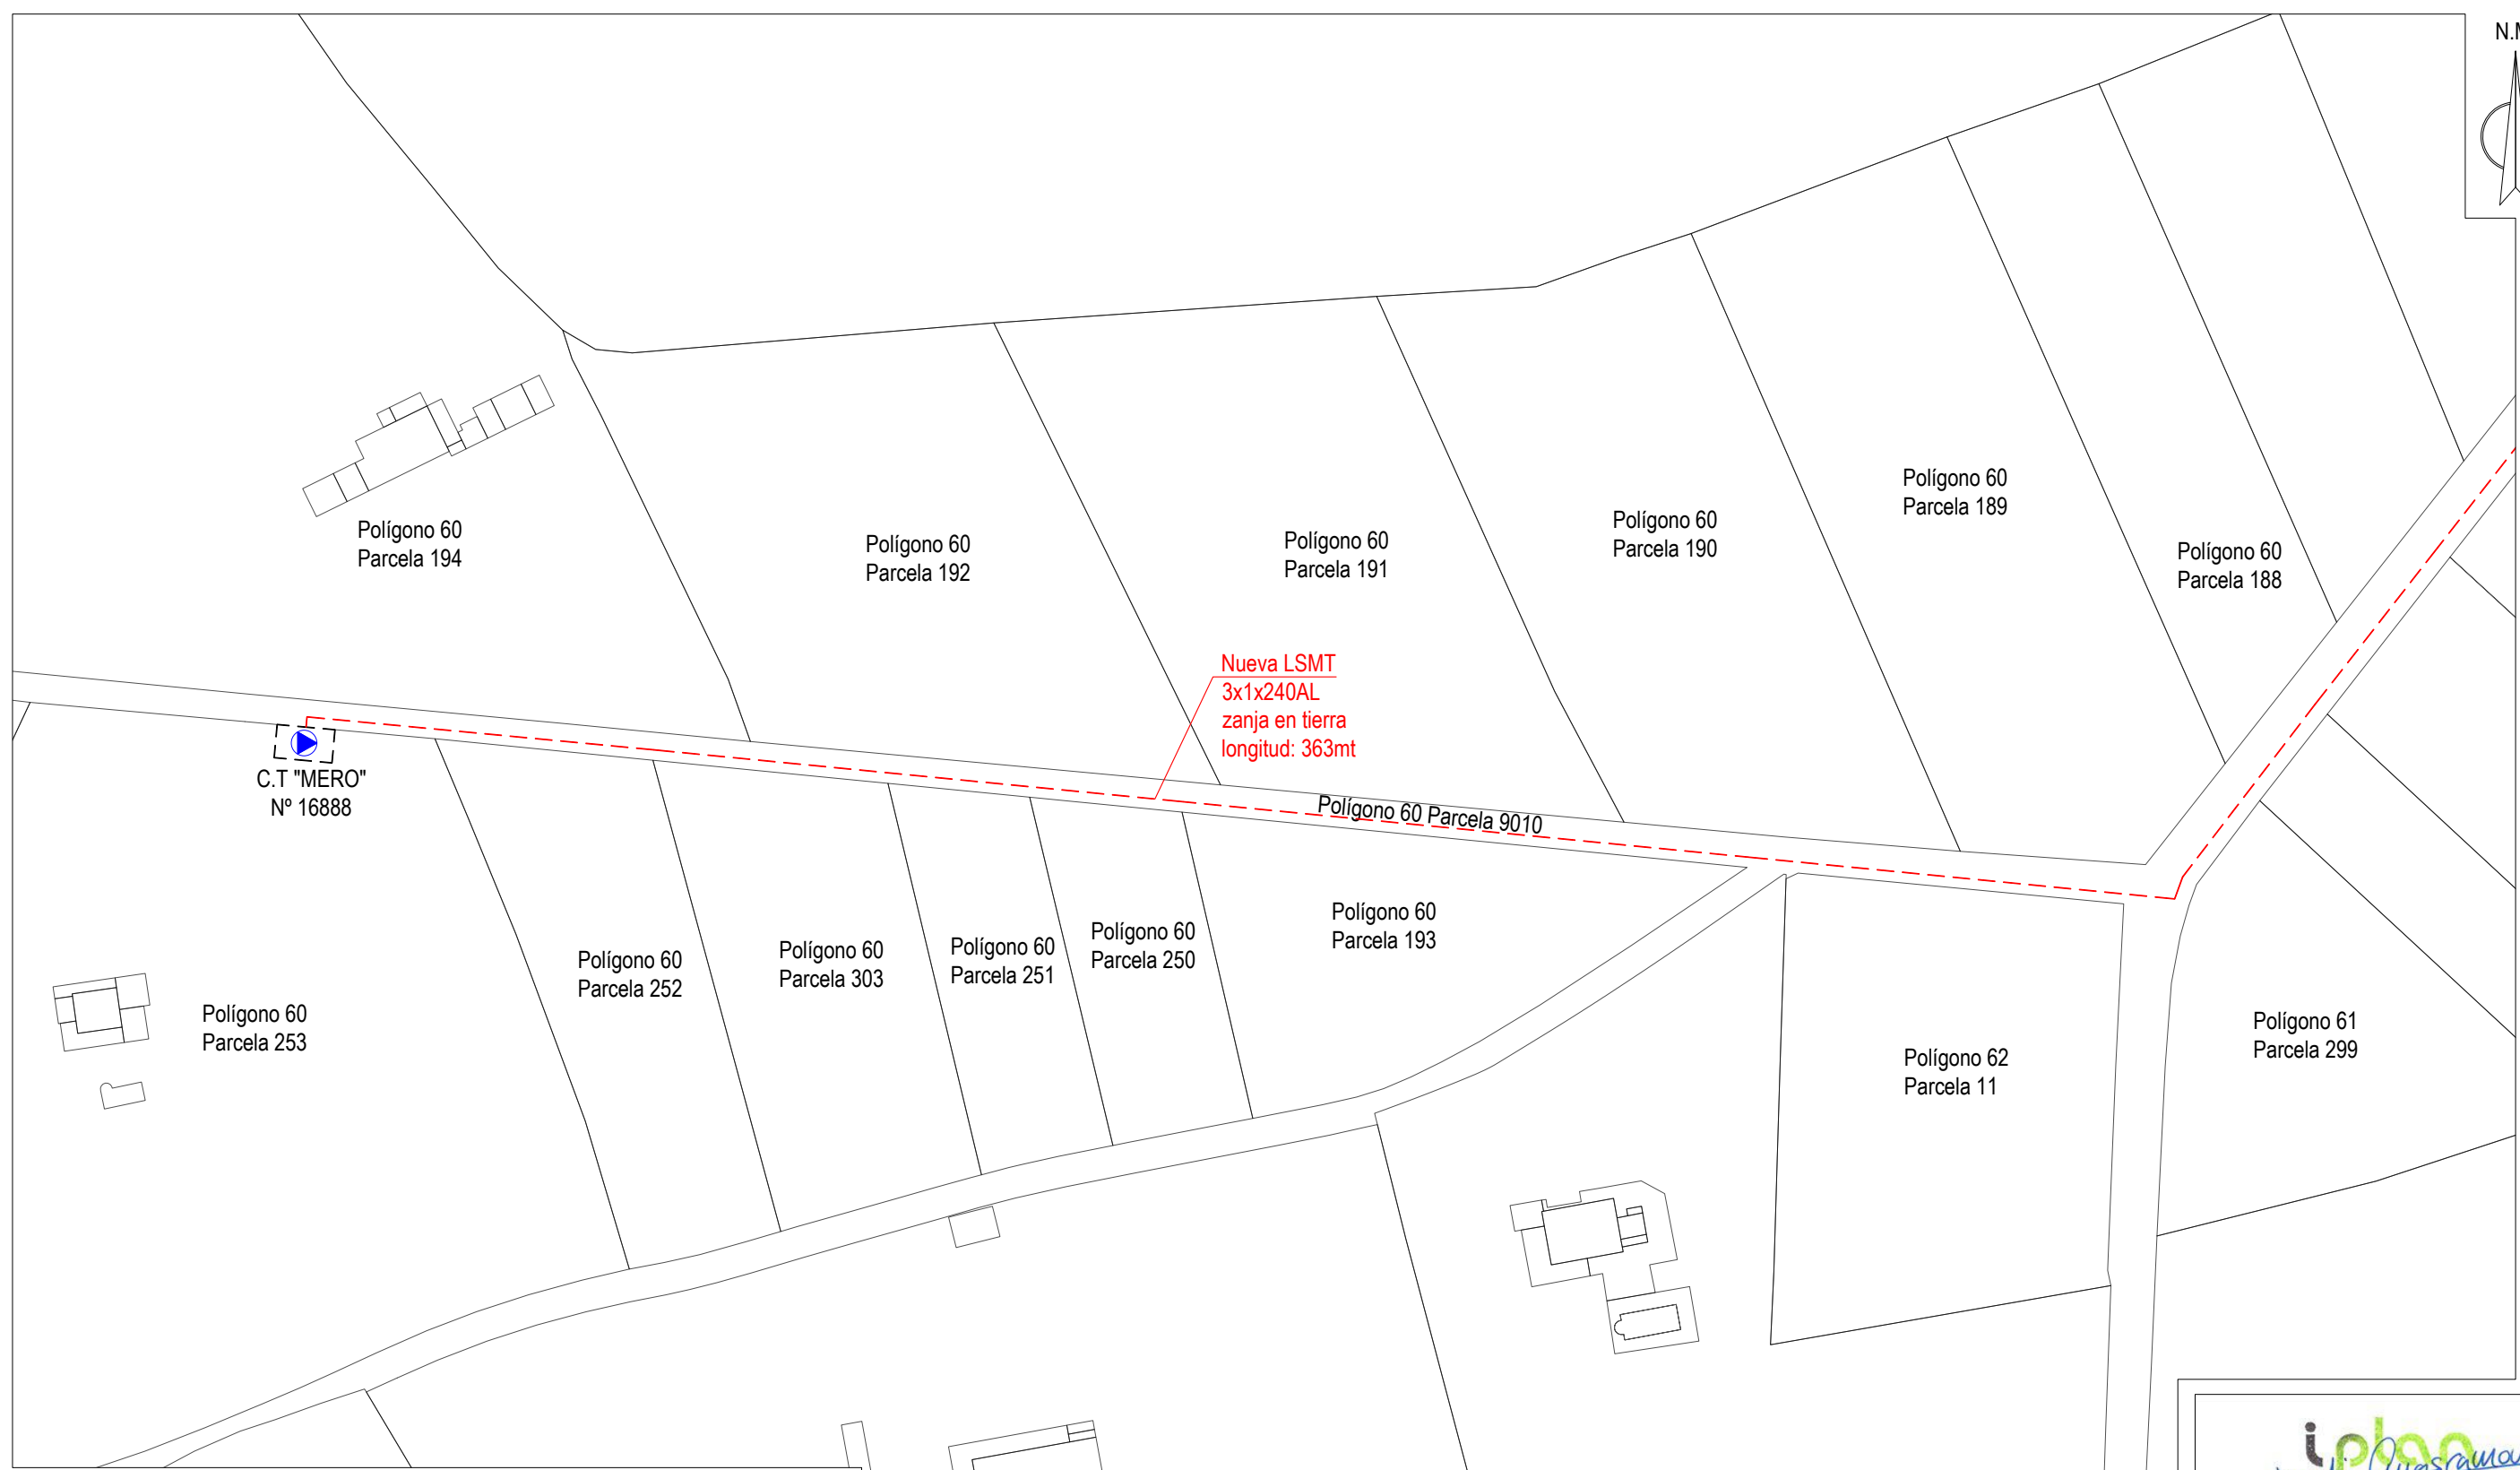 N.M
Polígono 60
Parcela 189
Polígono 60
Parcela 190
Polígono 60
Parcela 194
Polígono 60
Parcela 192
Polígono 60
Parcela 191
Polígono 60
Parcela 188
Nueva LSMT
3x1x240AL
zanja en tierra
longitud: 363mt
C.T "MERO"
Nº 16888
Polígono 60 Parcela 9010
Polígono 60
Parcela 193
Polígono 60
Parcela 250
Polígono 60
Parcela 251
Polígono 60
Parcela 303
Polígono 60
Parcela 252
Polígono 60
Parcela 253
Polígono 61
Parcela 299
Polígono 62
Parcela 11
iplan